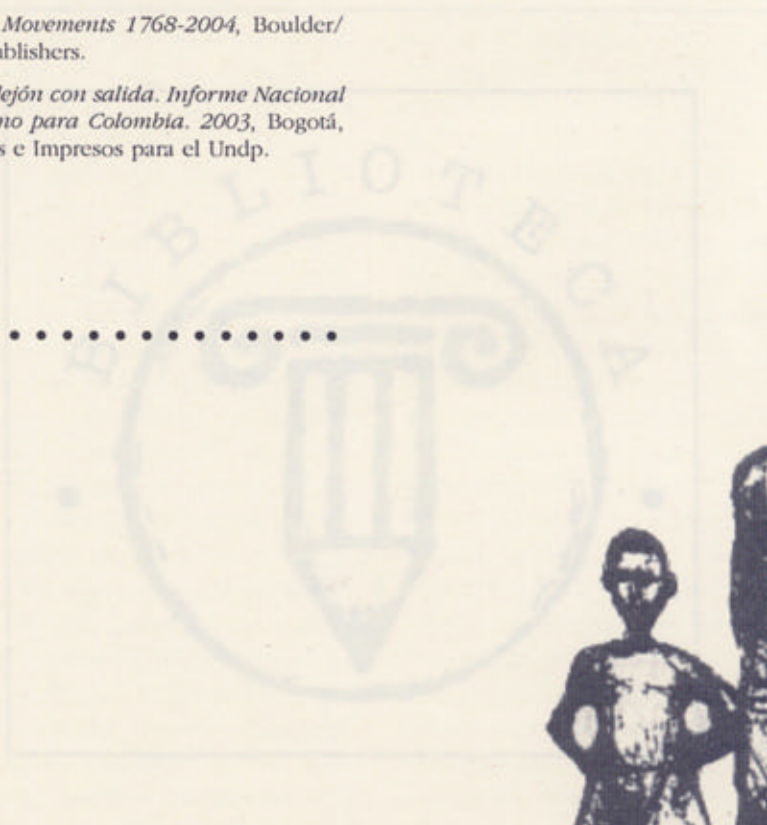 Movements 1768-2004, Boulder/
blishers.
ejón con salida. Informe Nacional
no para Colombia. 2003, Bogotá,
s e Impresos para el Undp.
BIBLIOTECA